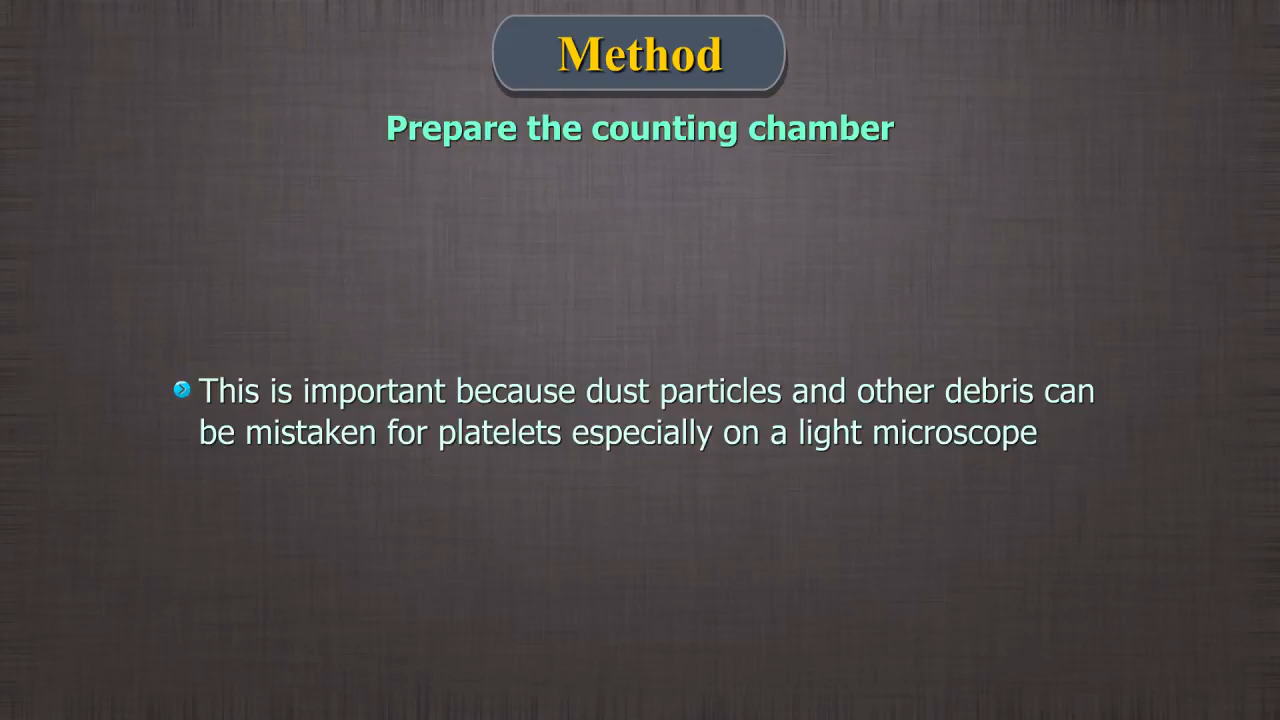 Method
Prepare the counting chamber
This is important because dust particles and other debris can
be mistaken for platelets especially on a light microscope